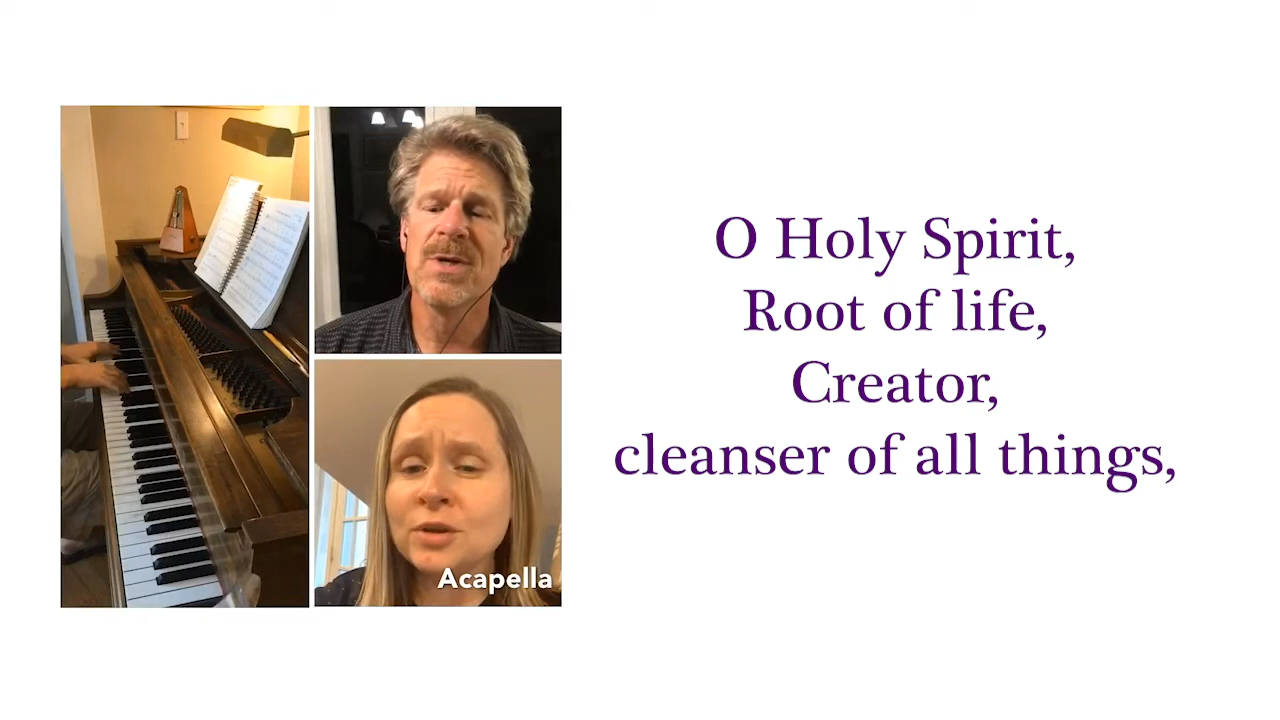 O Holy Spirit,
Root of life,
Creator,
cleanser of all things,
Acapella